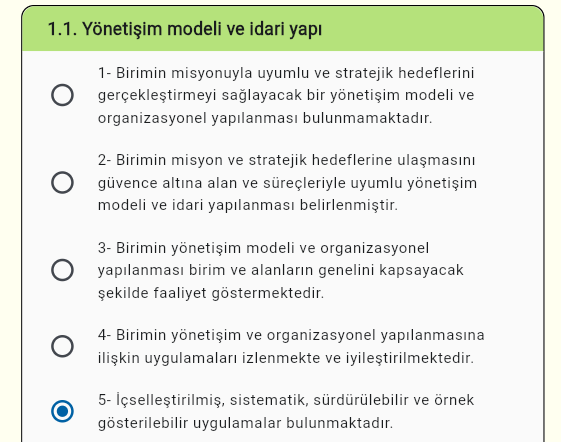 1.1. Yönetişim modeli ve idari yapı
1- Birimin misyonuyla uyumlu ve stratejik hedeflerini
gerçekleştirmeyi sağlayacak bir yönetişim modeli ve
organizasyonel yapılanması bulunmamaktadır.
2- Birimin misyon ve stratejik hedeflerine ulaşmasını
güvence altına alan ve süreçleriyle uyumlu yönetişim
modeli ve idari yapılanması belirlenmiştir.
3- Birimin yönetişim modeli ve organizasyonel
yapılanması birim ve alanların genelini kapsayacak
şekilde faaliyet göstermektedir.
4- Birimin yönetişim ve organizasyonel yapılanmasına
ilişkin uygulamaları izlenmekte ve iyileştirilmektedir.
5- İçselleştirilmiş, sistematik, sürdürülebilir ve örnek
gösterilebilir uygulamalar bulunmaktadır.